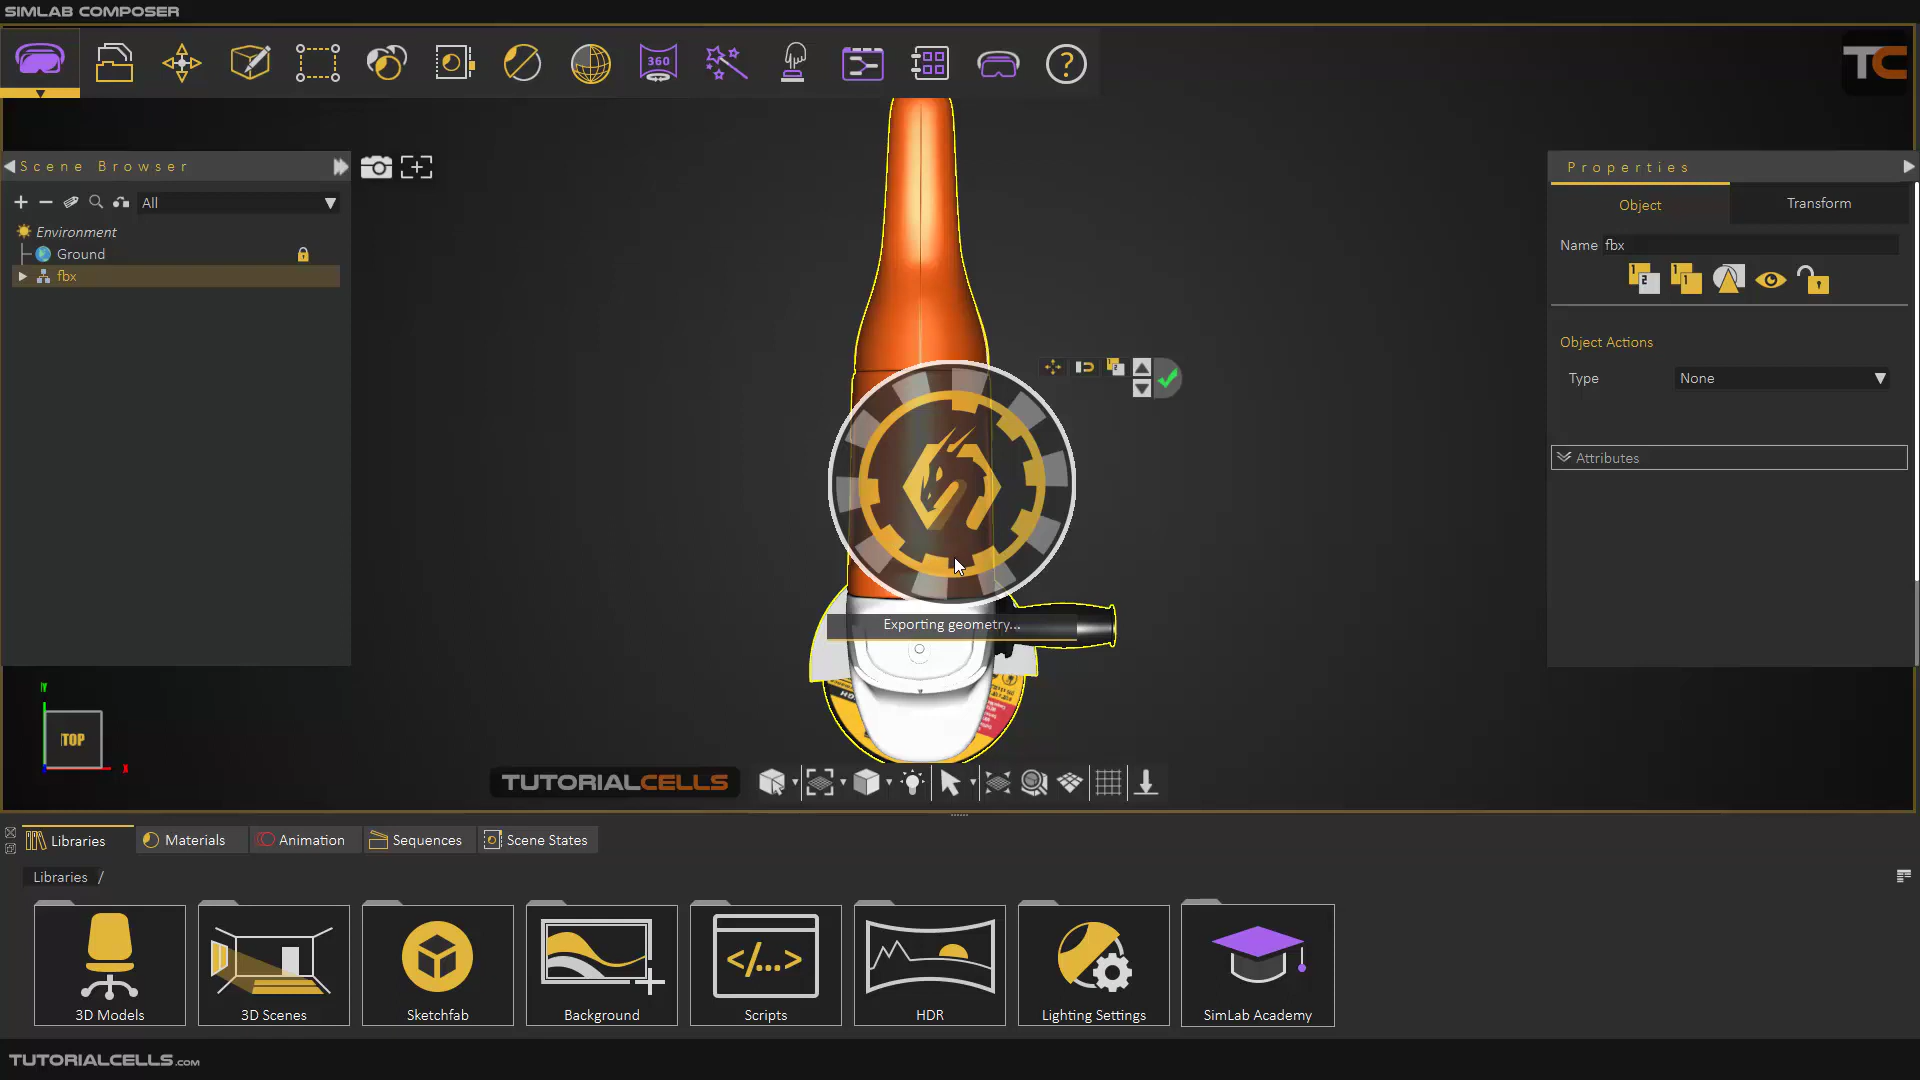 SIMLAB COMPOSER
360
?
TC
Scene Browser
All
Environment
Ground
fbx
Properties
Object
Transform
Name fbx
Object Actions
Type
None
Attributes
Exporting geometry...
Y
TOP
X
TUTORIALCELLS
Libraries
Materials
Animation
Sequences
Scene States
Libraries /
3D Models
3D Scenes
Sketchfab
Background
</...>
Scripts
HDR
Lighting Settings
SimLab Academy
TUTORIALCELLS.com